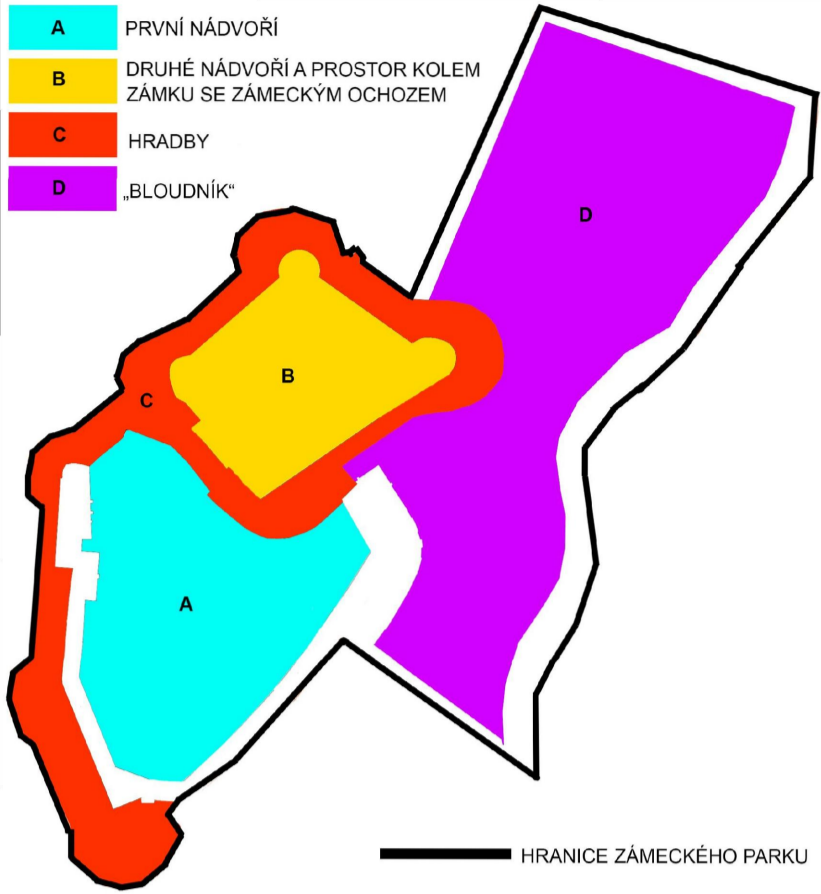 A PRVNÍ NÁDVOŘÍ
B DRUHÉ NÁDVOŘÍ A PROSTOR KOLEM
ZÁMKU SE ZÁMECKÝM OCHOZEM
C HRADBY
D „BLOUDNÍK“
D
B
C
A
HRANICE ZÁMECKÉHO PARKU